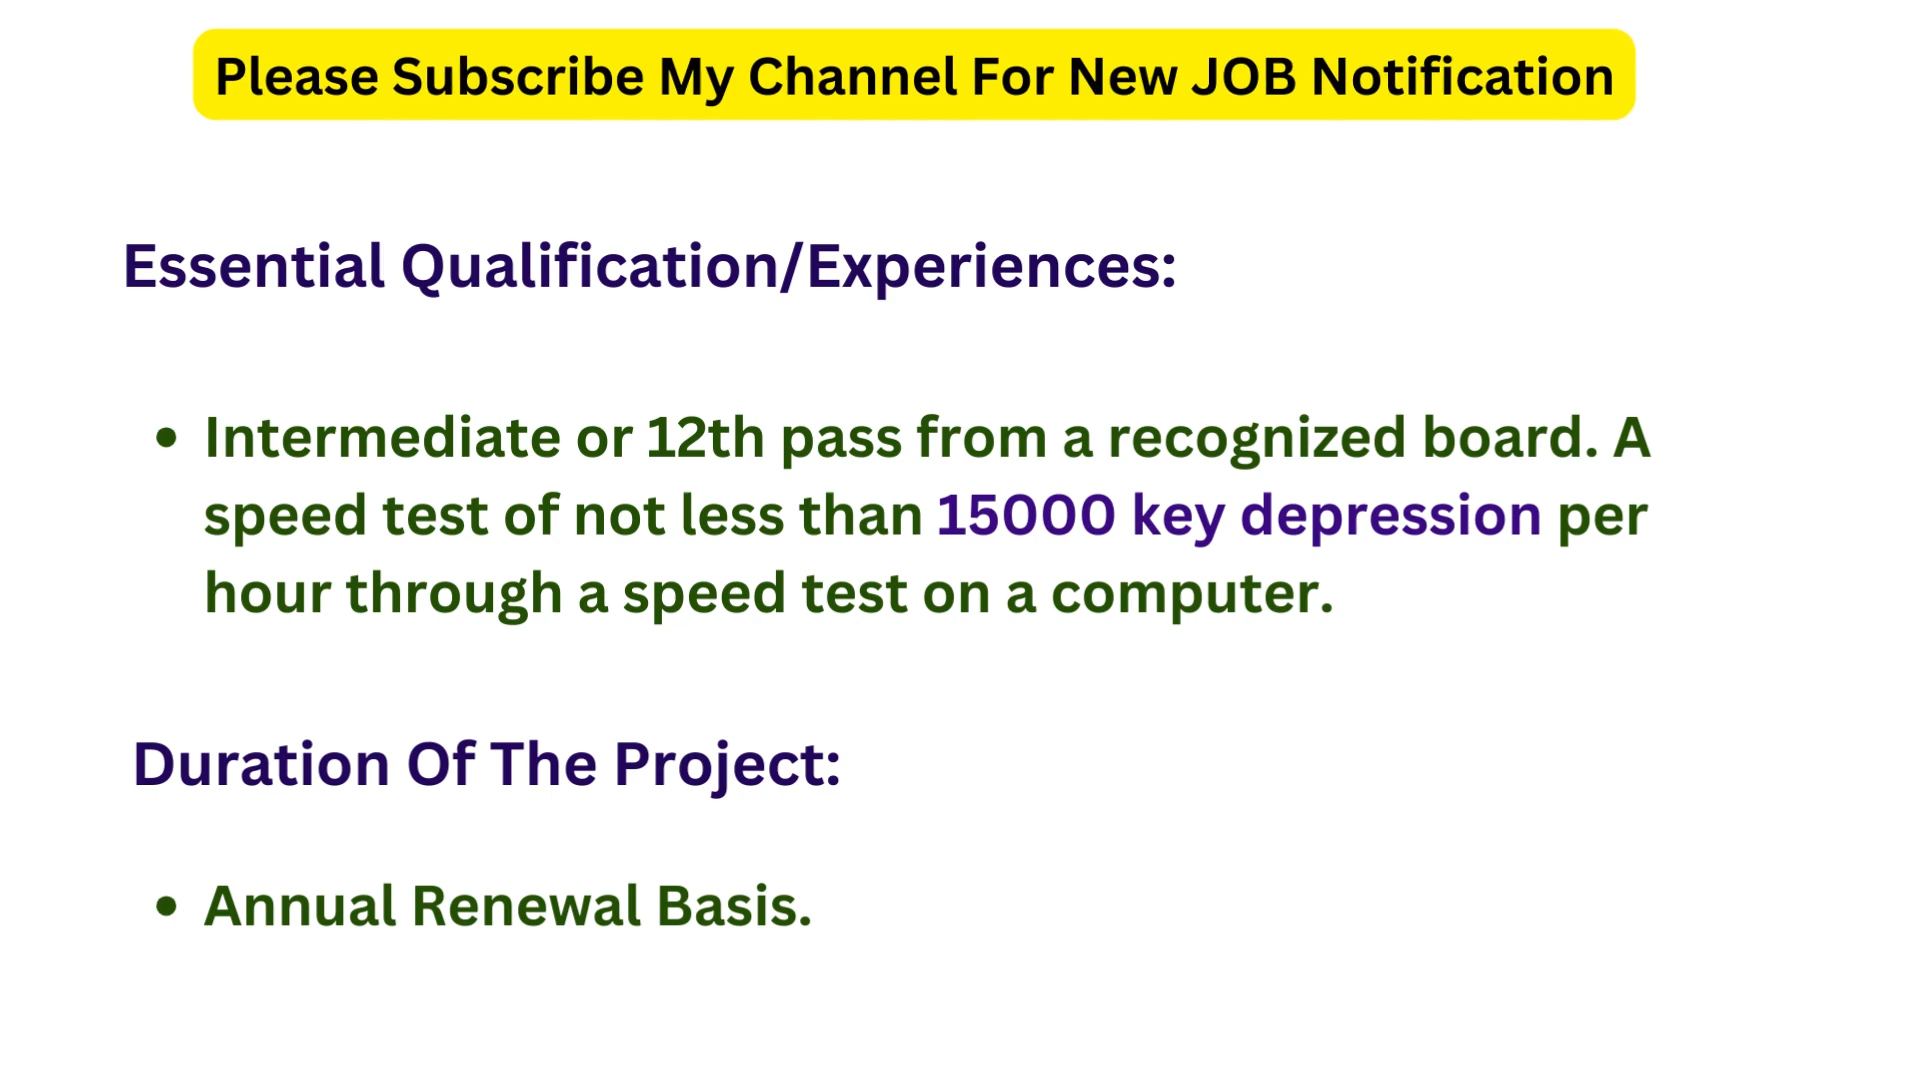 Please Subscribe My Channel For New JOB Notification
Essential Qualification/Experiences:
• Intermediate or 12th pass from a recognized board. A
speed test of not less than 15000 key depression per
hour through a speed test on a computer.
Duration Of The Project:
• Annual Renewal Basis.